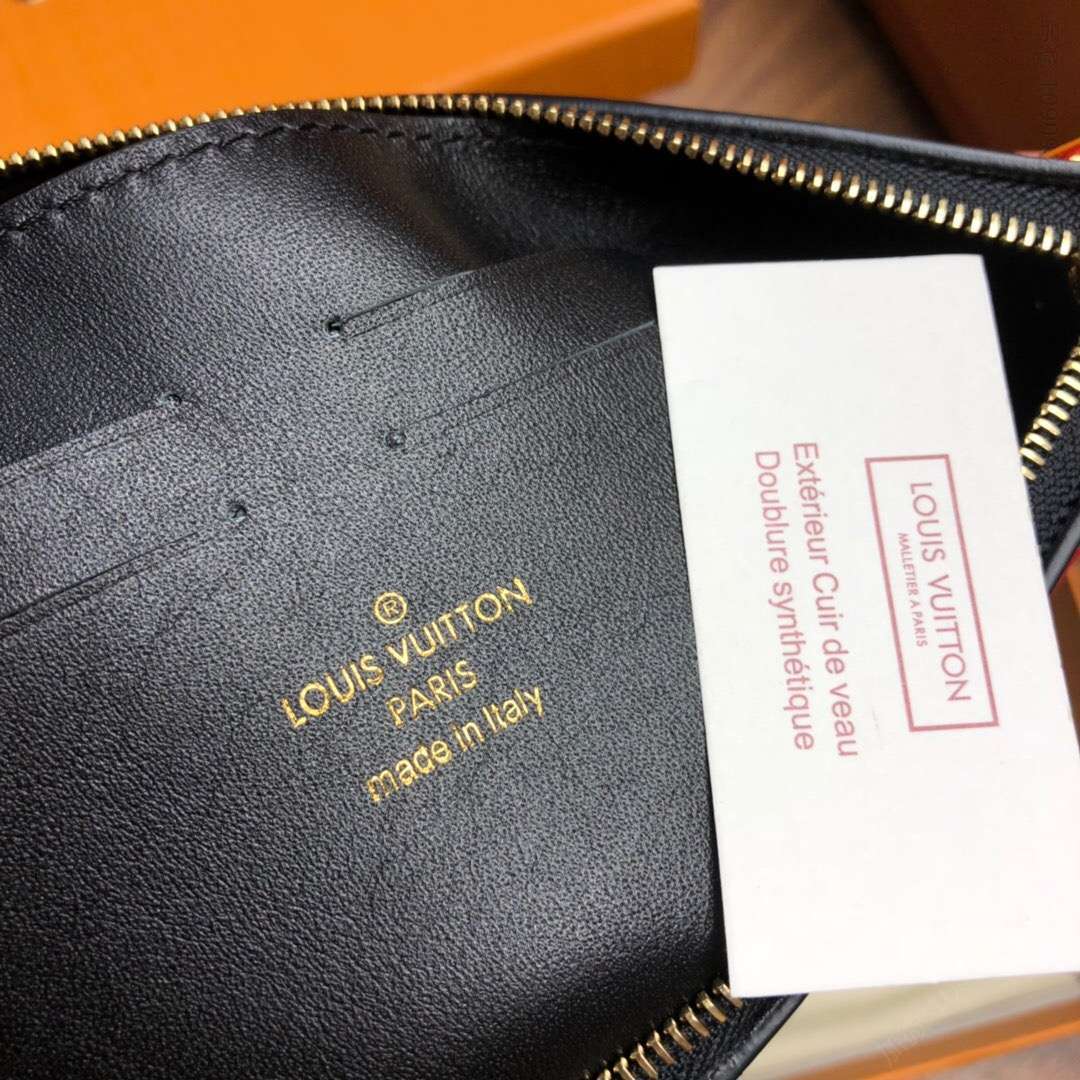 ®
LOUIS VUITTON
PARIS
made in Italy
LOUIS VUITTON
MALLETIER A PARIS
Extérieur Cuir de veau
Doublure synthétique